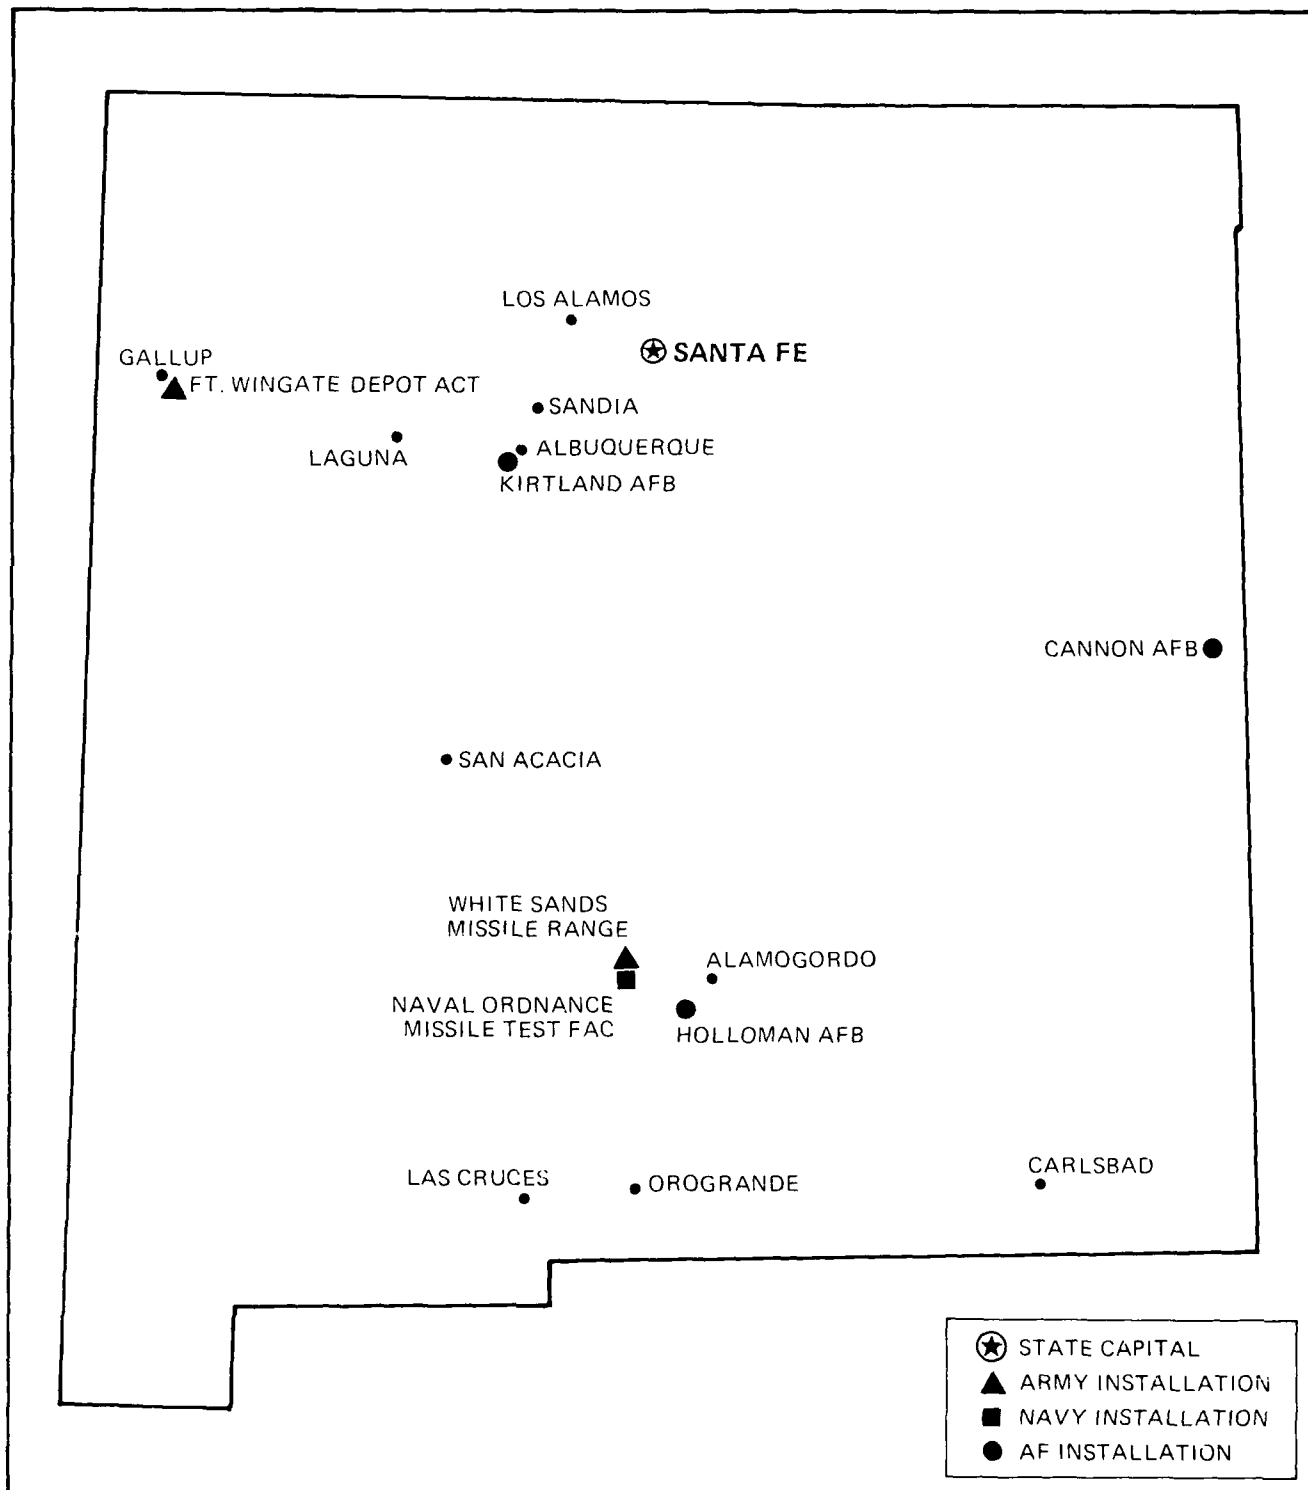 LOS ALAMOS
SANTA FE
GALLUP
FT. WINGATE DEPOT ACT
SANDIA
LAGUNA
ALBUQUERQUE
KIRTLAND AFB
CANNON AFB
SAN ACACIA
WHITE SANDS
MISSILE RANGE
ALAMOGORDO
NAVAL ORDNANCE
MISSILE TEST FAC
HOLLOMAN AFB
LAS CRUCES
OROGRANDE
CARLSBAD
STATE CAPITAL
ARMY INSTALLATION
NAVY INSTALLATION
AF INSTALLATION